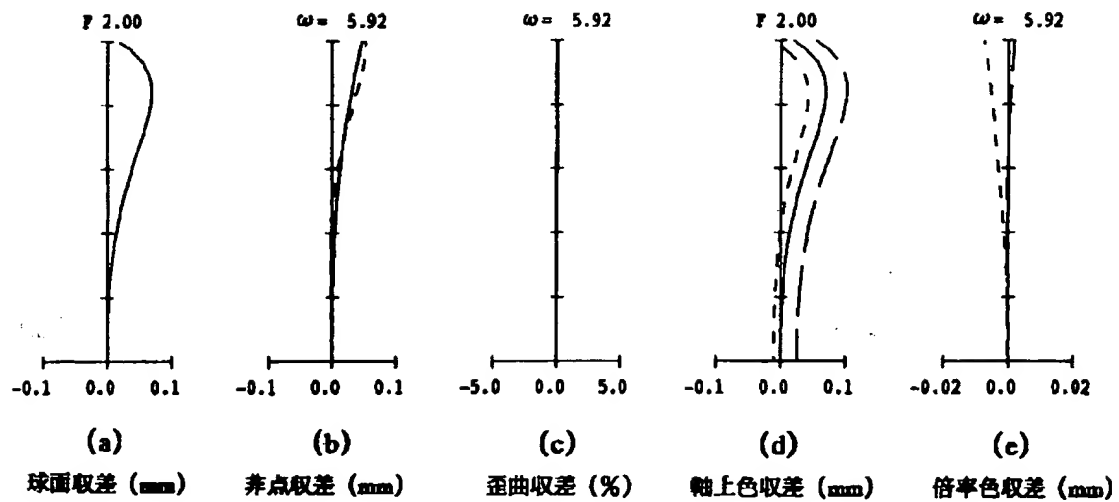 F 2.00 ω= 5.92 ω= 5.92 F 2.00 ω= 5.92
-0.1 0.0 0.1 -0.1 0.0 0.1 -5.0 0.0 5.0 -0.1 0.0 0.1 -0.02 0.0 0.02
(a) (b) (c) (d) (e)
球面収差 (mm) 非点収差 (mm) 歪曲収差 (%) 軸上色収差 (mm) 倍率色収差 (mm)